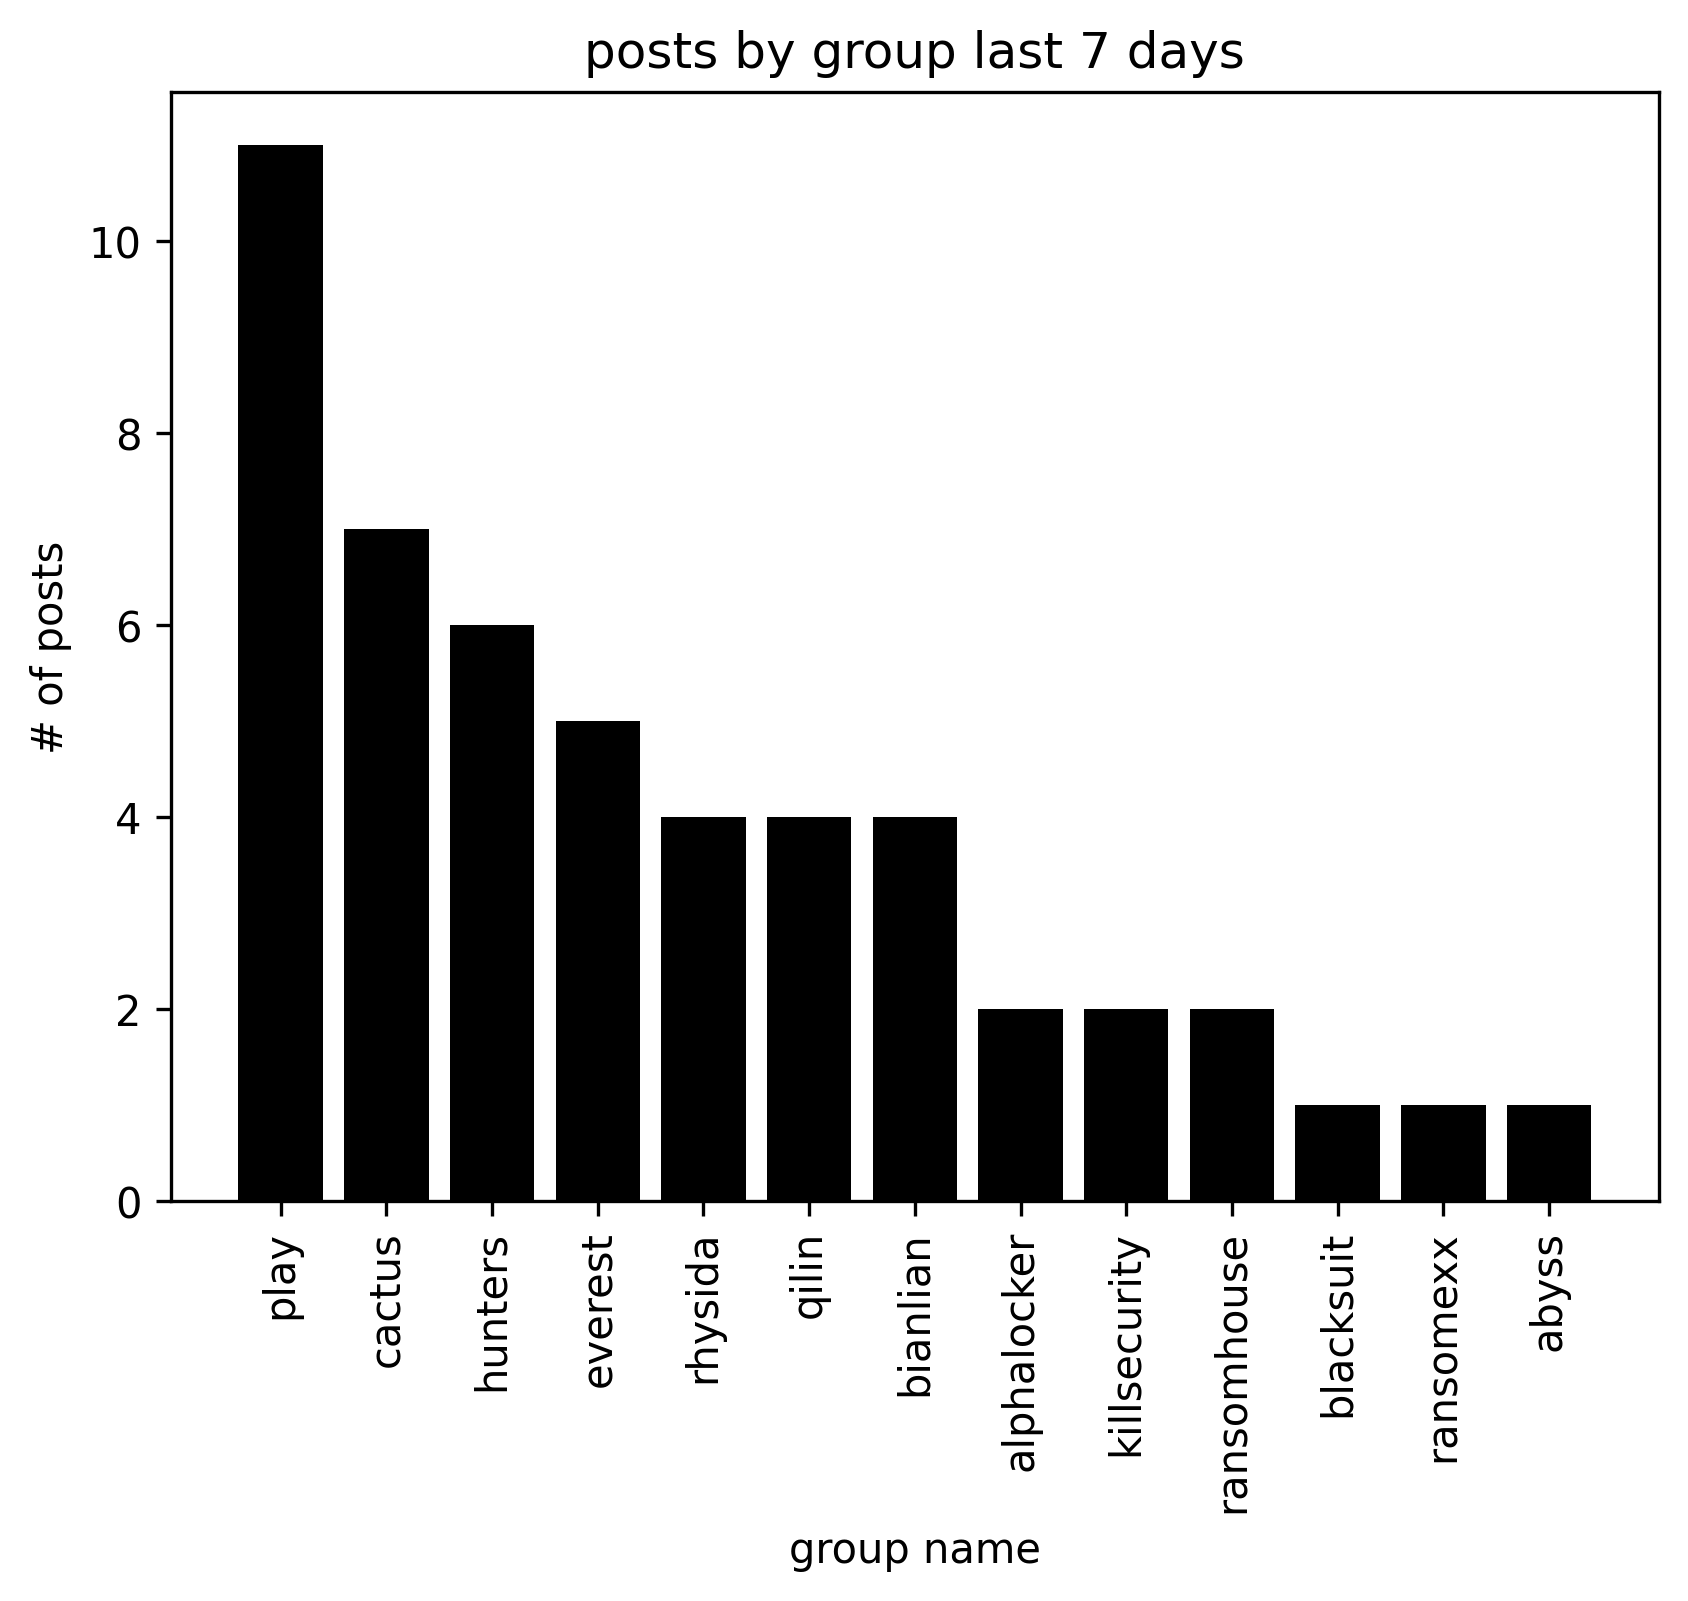 posts by group last 7 days
# of posts
10
8
6
4
2
0
play
cactus
hunters
everest
rhysida
qilin
bianlian
alphalocker
killsecurity
ransomhouse
blacksuit
ransomexx
abyss
group name